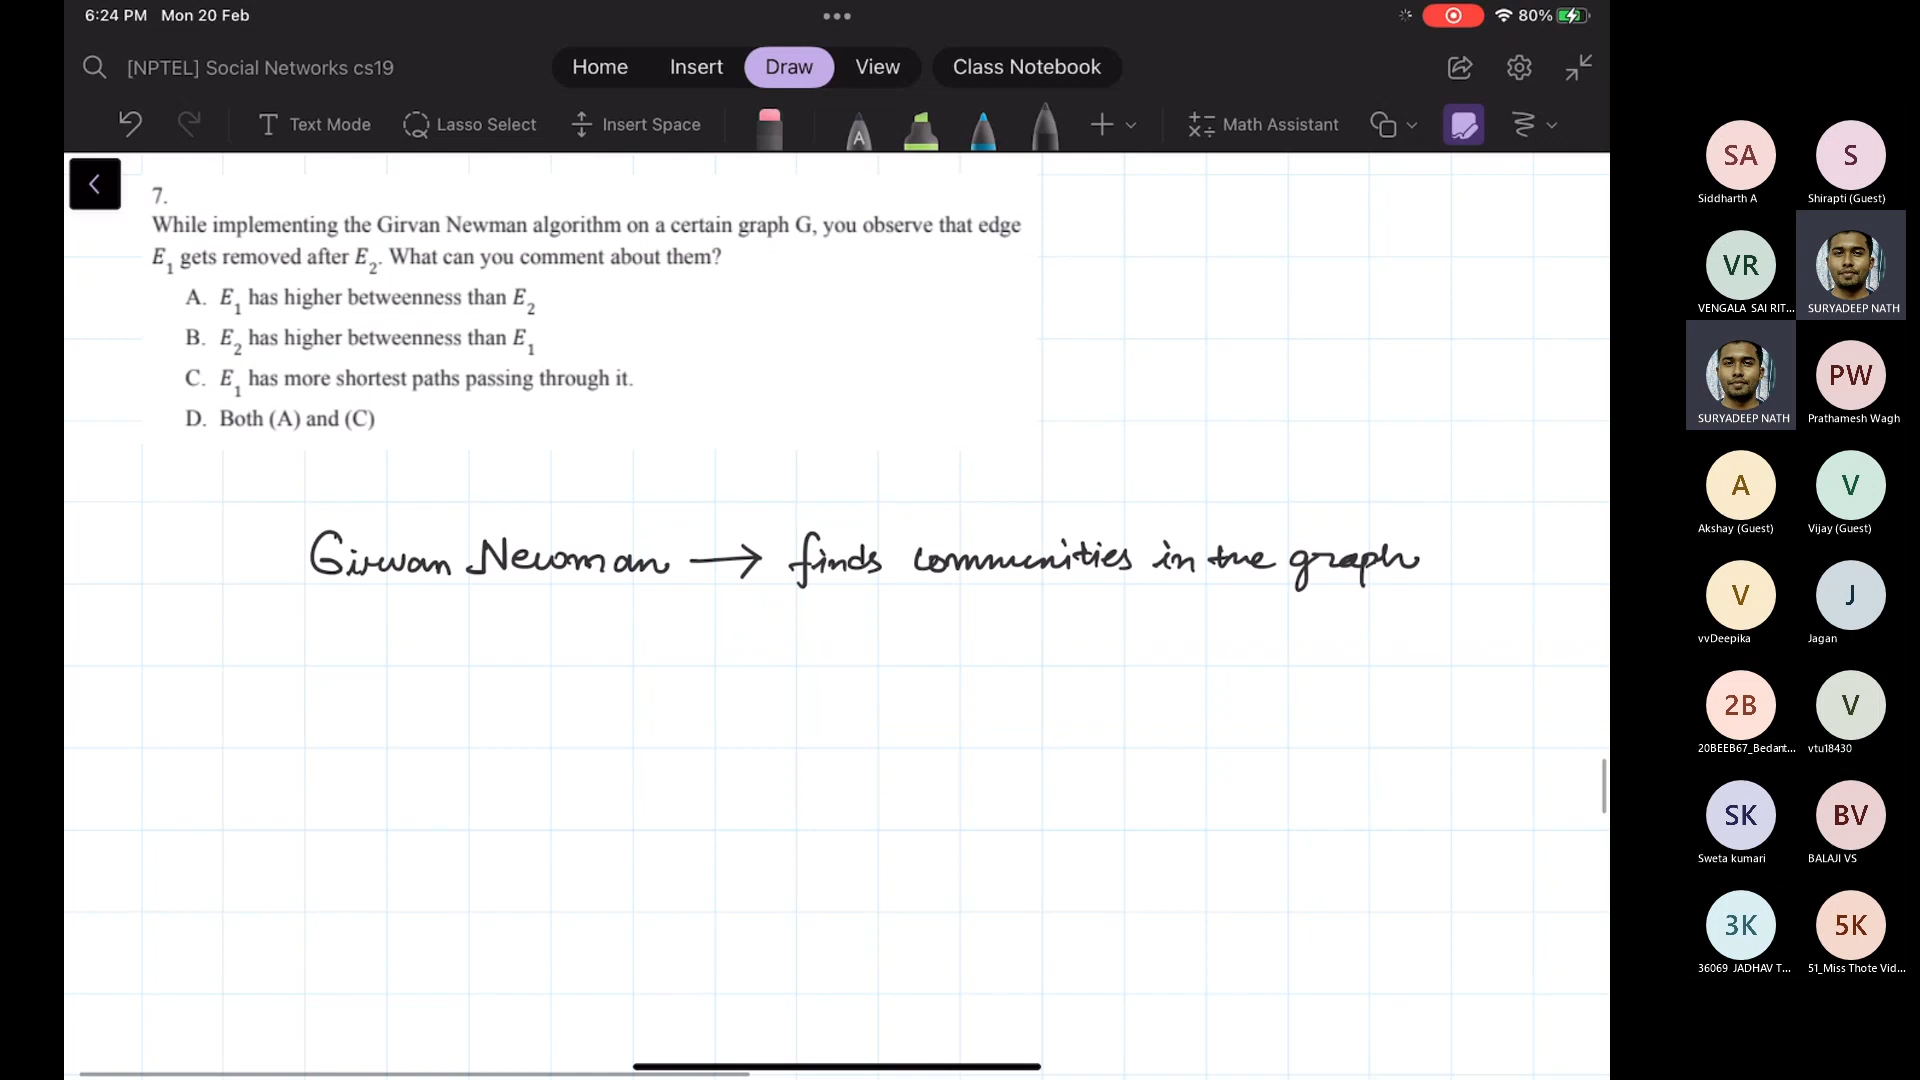 6:24 PM Mon 20 Feb
80%
[NPTEL] Social Networks cs19
Home Insert Draw View Class Notebook
Text Mode Lasso Select Insert Space A Math Assistant
7.
While implementing the Girvan Newman algorithm on a certain graph G, you observe that edge
E1 gets removed after E2. What can you comment about them?
A. E1 has higher betweenness than E2
B. E2 has higher betweenness than E1
C. E1 has more shortest paths passing through it.
D. Both (A) and (C)
Girvan Newman → finds communities in the graph
SA S
Siddharth A Shirapti (Guest)
VR
VENGALA SAI RIT... SURYADEEP NATH
PW
SURYADEEP NATH Prathamesh Wagh
A V
Akshay (Guest) Vijay (Guest)
V J
vvDeepika Jagan
2B V
20BEEB67_Bedant... vtu18430
SK BV
Sweta kumari BALAJI VS
3K 5K
36069 JADHAV T... 51_Miss Thote Vid...